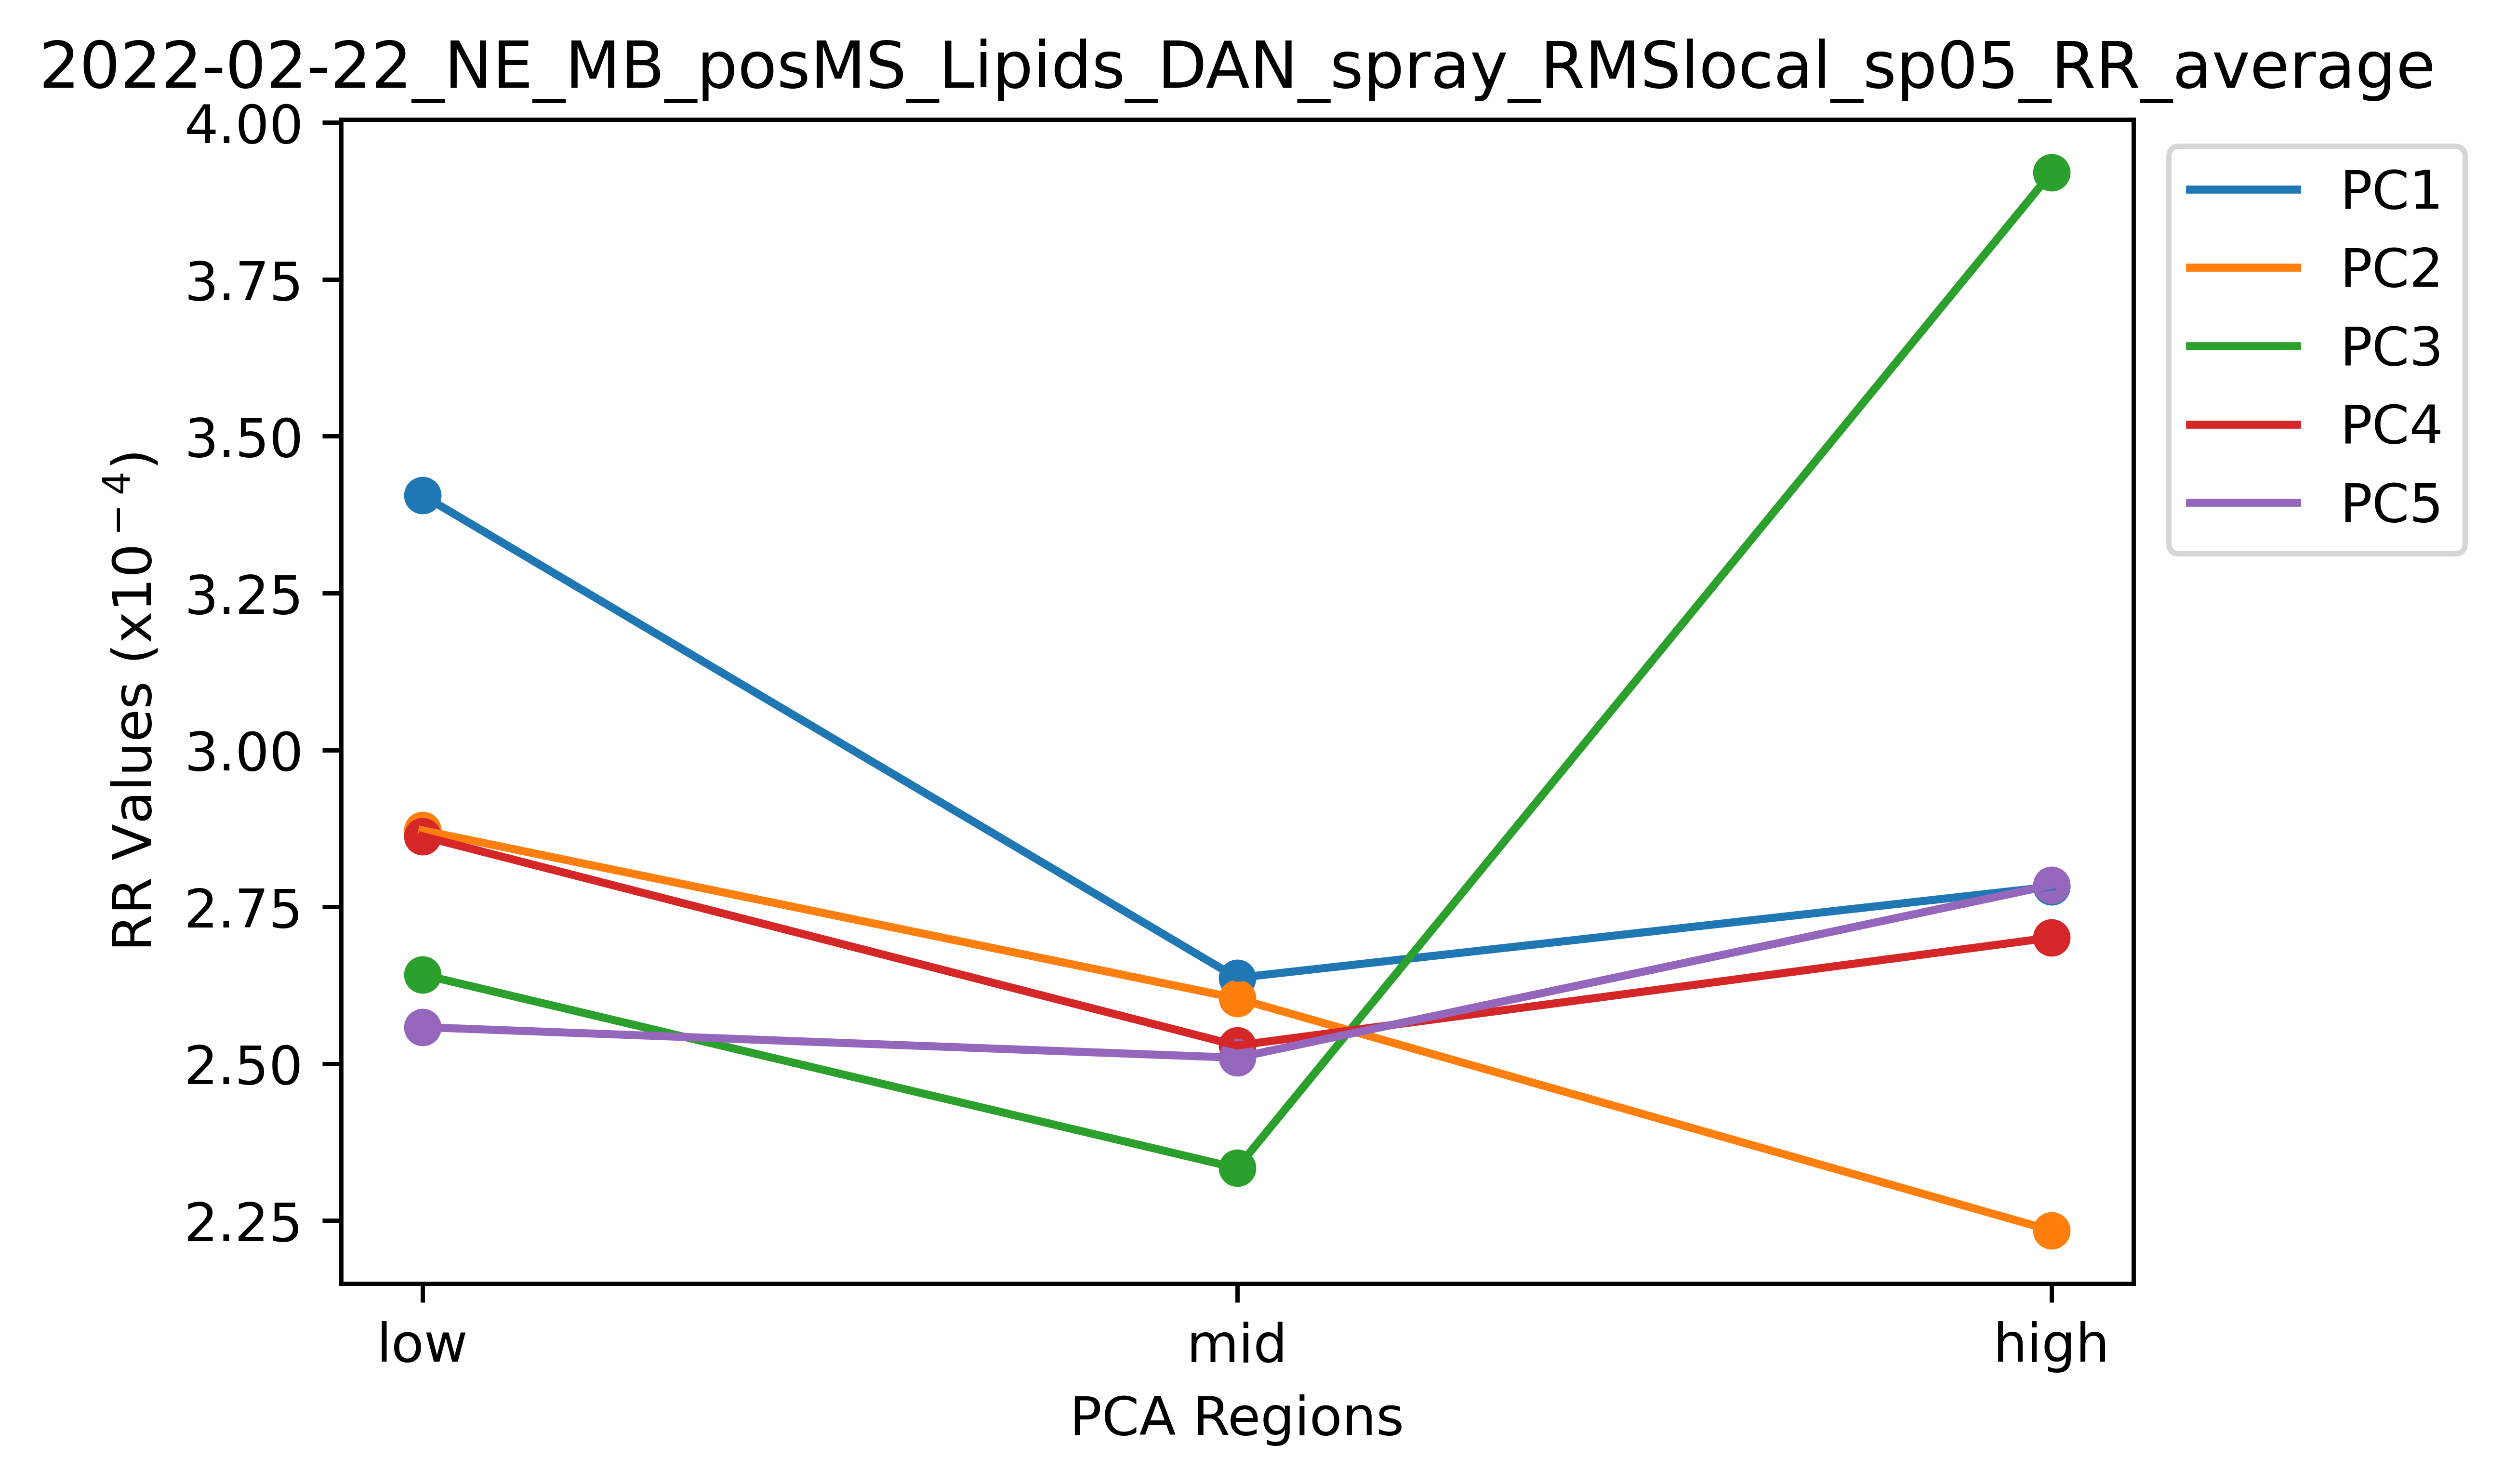 2022-02-22_NE_MB_posMS_Lipids_DAN_spray_RMSlocal_sp05_RR_average
4.00
3.75
3.50
3.25
3.00
2.75
2.50
2.25
RR Values (x10⁻⁴)
low
mid
high
PCA Regions
PC1
PC2
PC3
PC4
PC5